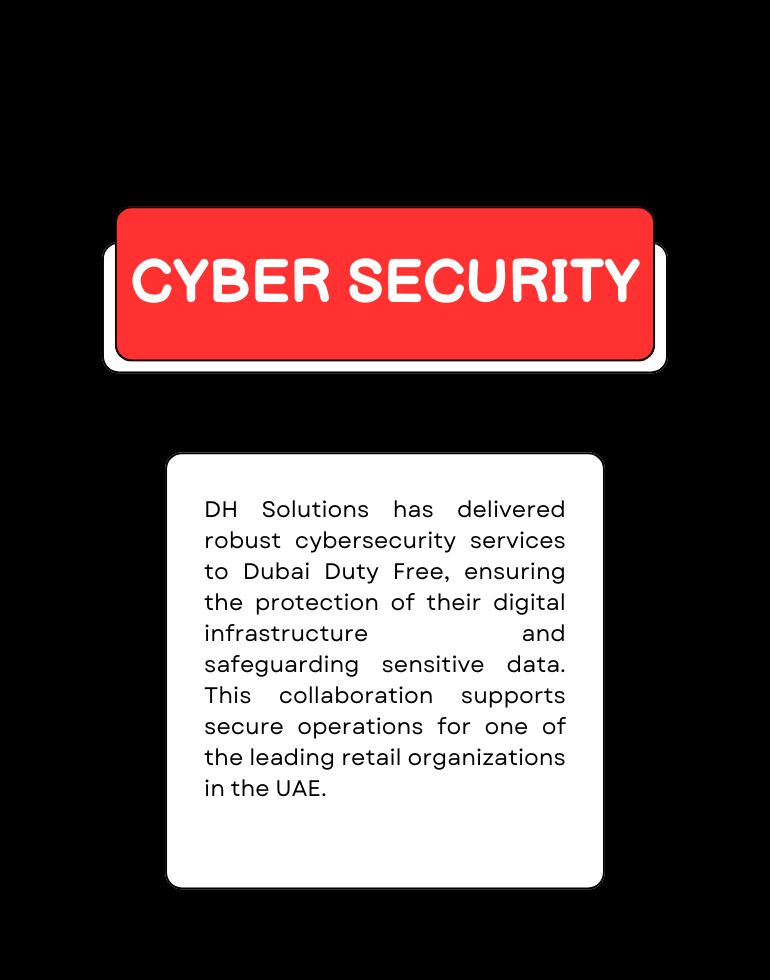 CYBER SECURITY
DH Solutions has delivered
robust cybersecurity services
to Dubai Duty Free, ensuring
the protection of their digital
infrastructure and
safeguarding sensitive data.
This collaboration supports
secure operations for one of
the leading retail organizations
in the UAE.